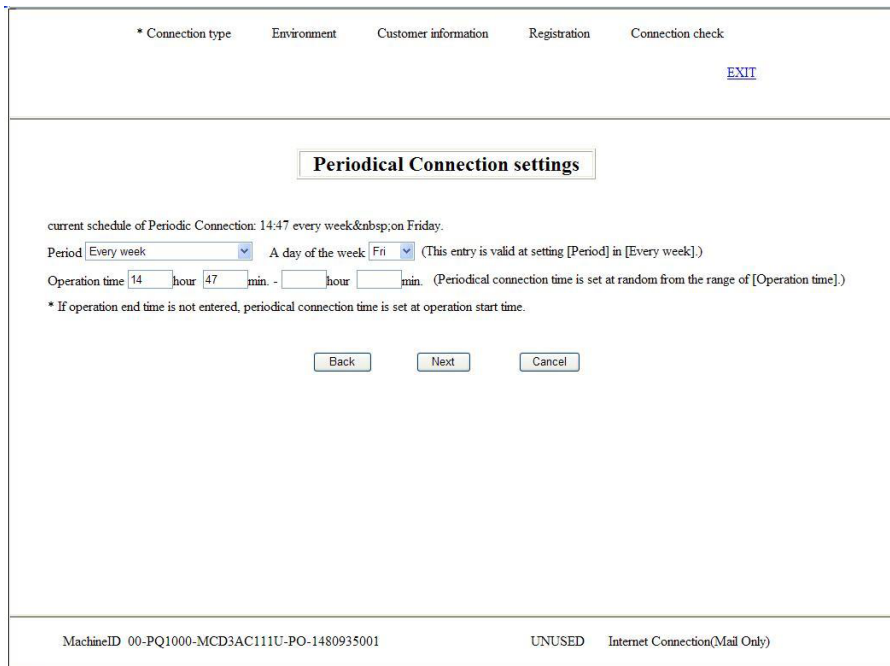 * Connection type Environment Customer information Registration Connection check
EXIT
Periodical Connection settings
current schedule of Periodic Connection: 14:47 every week&nbsp;on Friday.
Period Every week A day of the week Fri (This entry is valid at setting [Period] in [Every week].)
Operation time 14 hour 47 min. - hour min. (Periodical connection time is set at random from the range of [Operation time].)
* If operation end time is not entered, periodical connection time is set at operation start time.
Back Next Cancel
MachineID 00-PQ1000-MCD3AC111U-PO-1480935001 UNUSED Internet Connection(Mail Only)